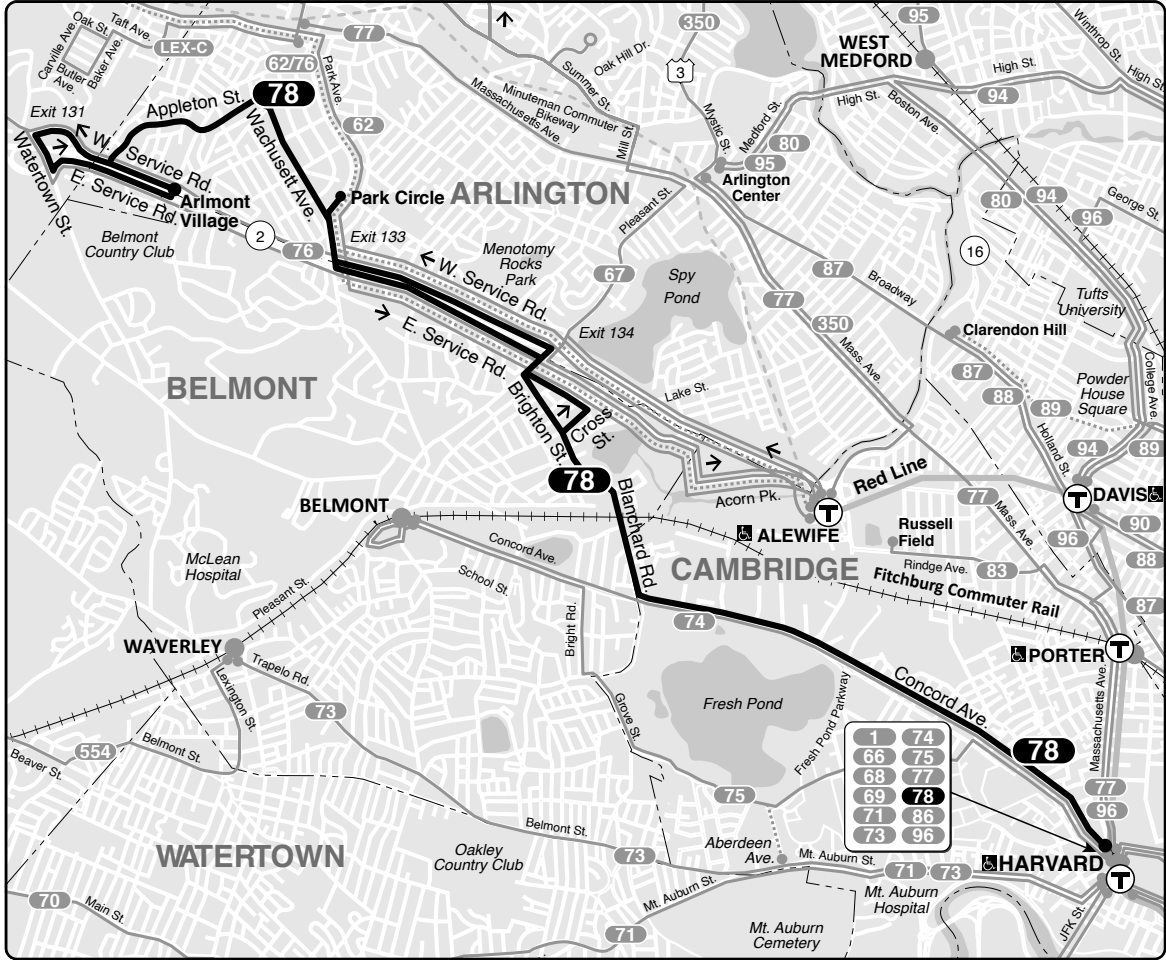 95
350
WEST
MEDFORD
Winthrop St.
Oak St.
Taft Ave.
77
Carville Ave.
LEX-C
Butler
Ave.
Baker Ave.
62/76
Park Ave.
Summer St.
Oak Hill Dr.
3
High St.
High St.
94
High St.
Boston Ave.
Exit 131
Appleton St.
78
Minuteman Commuter
Bikeway
Massachusetts Ave.
Mill St.
Mystic St.
Medford St.
80
95
62
Watertown St.
W. Service Rd.
E. Service Rd.
Wachusett Ave.
Arlmont
Village
Park Circle
ARLINGTON
Arlington
Center
Pleasant St.
80
94
96
George St.
Belmont
Country Club
2
76
Exit 133
Menotomy
Rocks
Park
W. Service Rd.
67
Spy
Pond
87
Broadway
16
Tufts
University
77
350
Clarendon Hill
E. Service Rd.
Exit 134
Mass. Ave.
BELMONT
Brighton St.
Cross
St.
Lake St.
87
88
89
Powder
House
Square
College Ave.
Holland St.
94
89
78
Acorn Pk.
Red Line
T
77
Mass. Ave.
T
DAVIS
BELMONT
Blanchard Rd.
ALEWIFE
Russell
Field
96
90
88
McLean
Hospital
Concord Ave.
CAMBRIDGE
Rindge Ave.
83
Fitchburg Commuter Rail
Pleasant St.
School St.
87
74
Bright Rd.
WAVERLEY
T
PORTER
Trapelo Rd.
Lexington St.
73
Grove St.
Fresh Pond
Fresh Pond Parkway
Concord Ave.
Massachusetts Ave.
78
554
Beaver St.
Belmont St.
1
74
66
75
68
77
69
78
71
86
73
96
77
96
75
Belmont St.
73
Aberdeen
Ave.
Mt. Auburn St.
71
73
HARVARD
T
WATERTOWN
Oakley
Country Club
Mt. Auburn St.
Mt. Auburn
Hospital
JFK St.
70
Main St.
71
Mt. Auburn
Cemetery